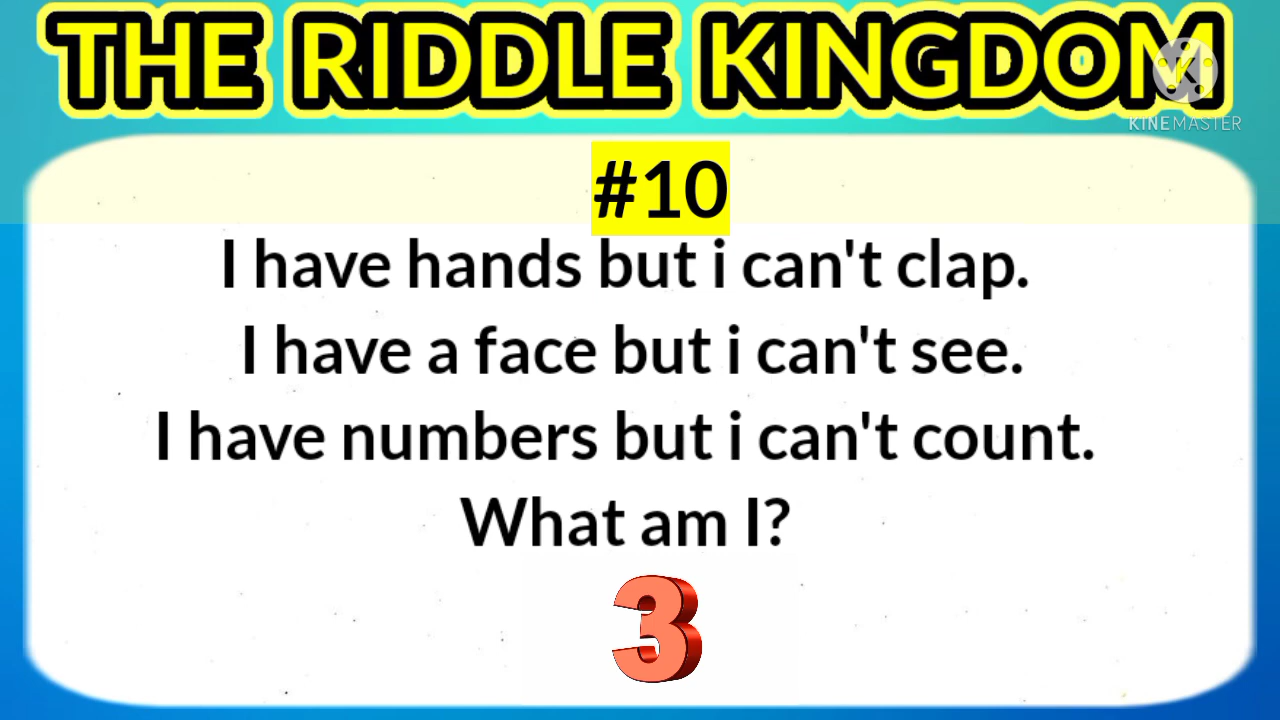 THE RIDDLE KINGDOM
KINEMASTER
#10
I have hands but i can't clap.
I have a face but i can't see.
I have numbers but i can't count.
What am I?
3